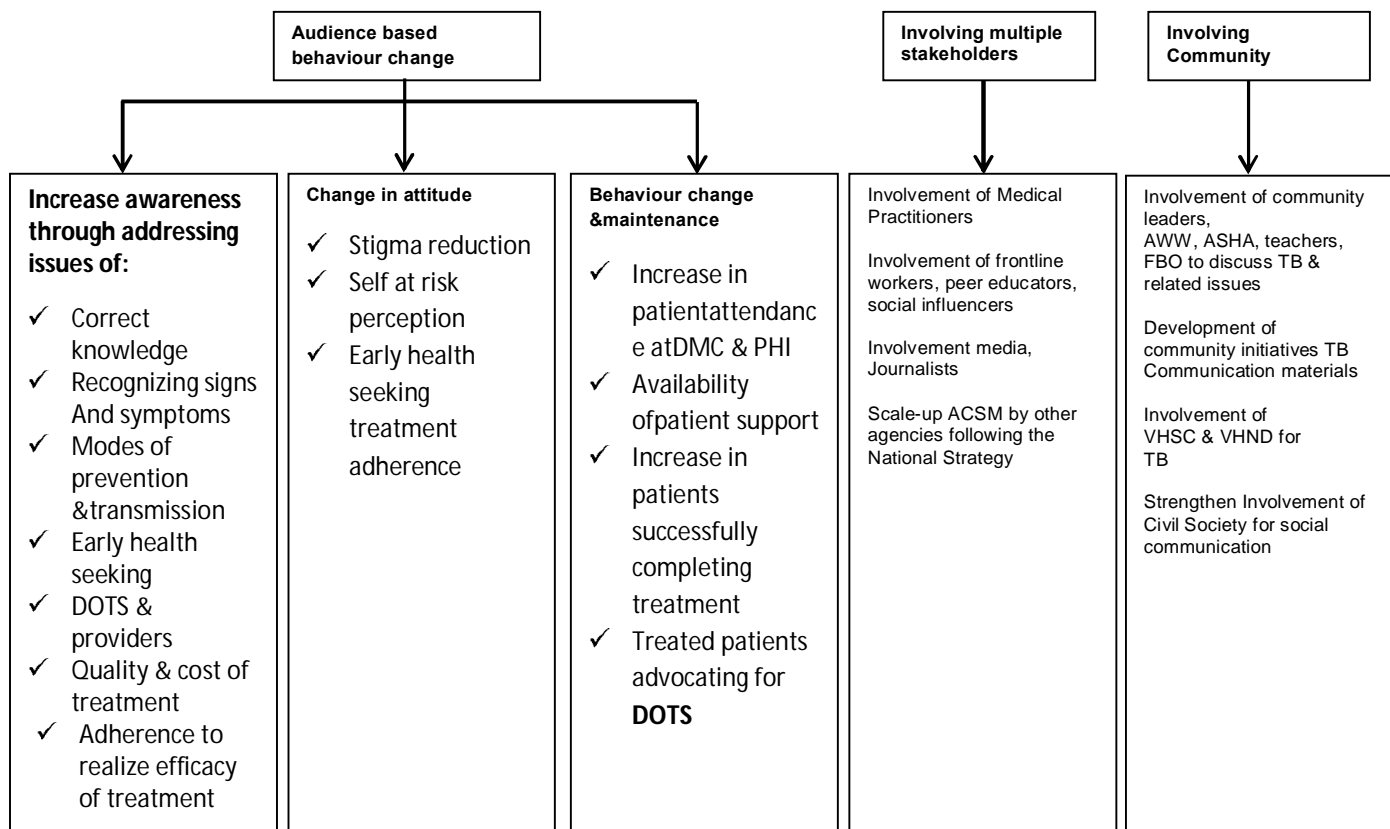 Audience based
behaviour change
Involving multiple
stakeholders
Involving
Community
Increase awareness
through addressing
issues of:
✓ Correct
knowledge
✓ Recognizing signs
And symptoms
✓ Modes of
prevention
&transmission
✓ Early health
seeking
✓ DOTS &
providers
✓ Quality & cost of
treatment
✓ Adherence to
realize efficacy
of treatment
Change in attitude
✓ Stigma reduction
✓ Self at risk
perception
✓ Early health
seeking
treatment
adherence
Behaviour change
&maintenance
✓ Increase in
patientattendanc
e atDMC & PHI
✓ Availability
ofpatient support
✓ Increase in
patients
successfully
completing
treatment
✓ Treated patients
advocating for
DOTS
Involvement of Medical
Practitioners
Involvement of frontline
workers, peer educators,
social influencers
Involvement media,
Journalists
Scale-up ACSM by other
agencies following the
National Strategy
Involvement of community
leaders,
AWW, ASHA, teachers,
FBO to discuss TB &
related issues
Development of
community initiatives TB
Communication materials
Involvement of
VHSC & VHND for
TB
Strengthen Involvement of
Civil Society for social
communication